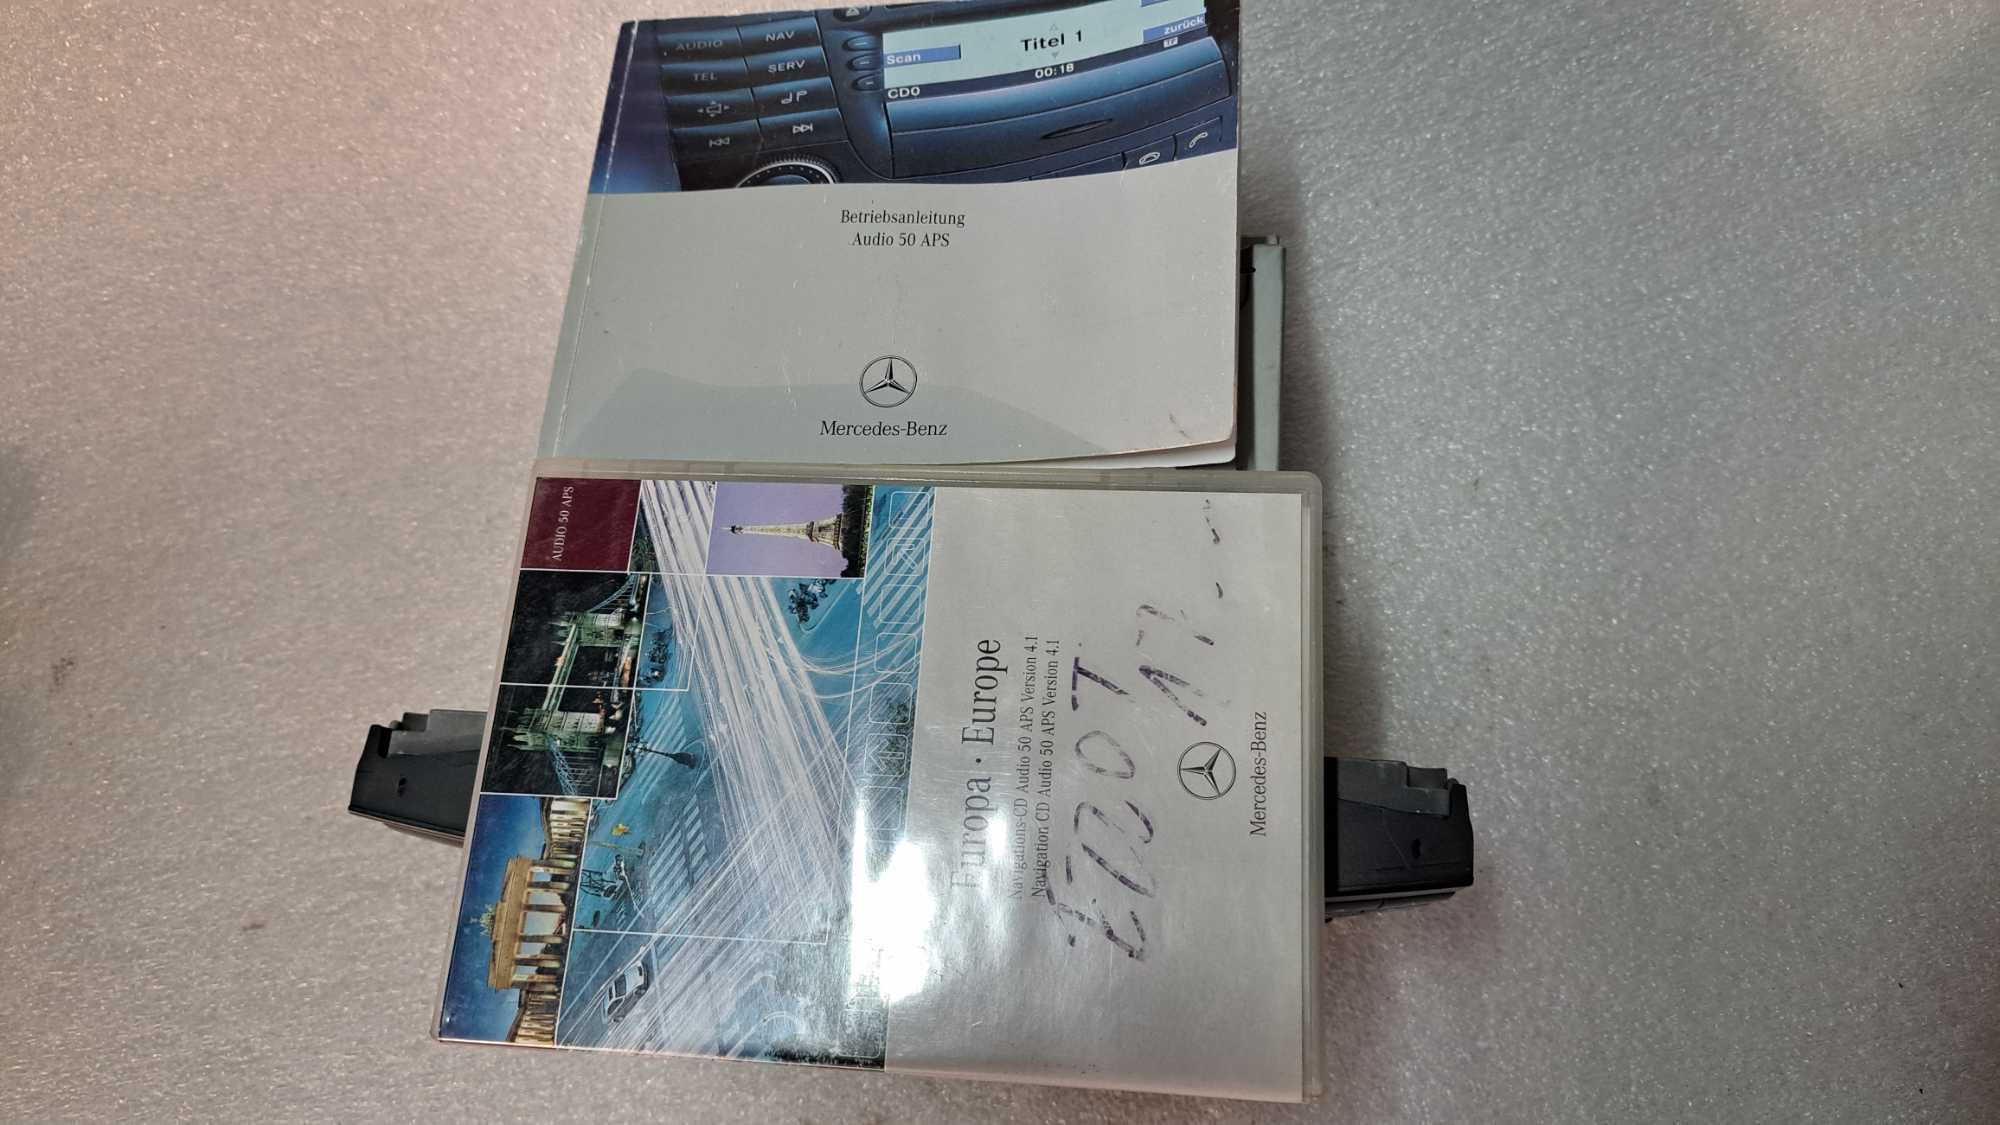 AUDIO
NAV
TEL
SERV
Scan
Titel 1
zurück
TP
00:18
CD0
Betriebsanleitung
Audio 50 APS
Mercedes-Benz
AUDIO 50 APS
Europa · Europe
Navigations-CD Audio 50 APS Version 4.1
Navigation CD Audio 50 APS Version 4.1
Mercedes-Benz